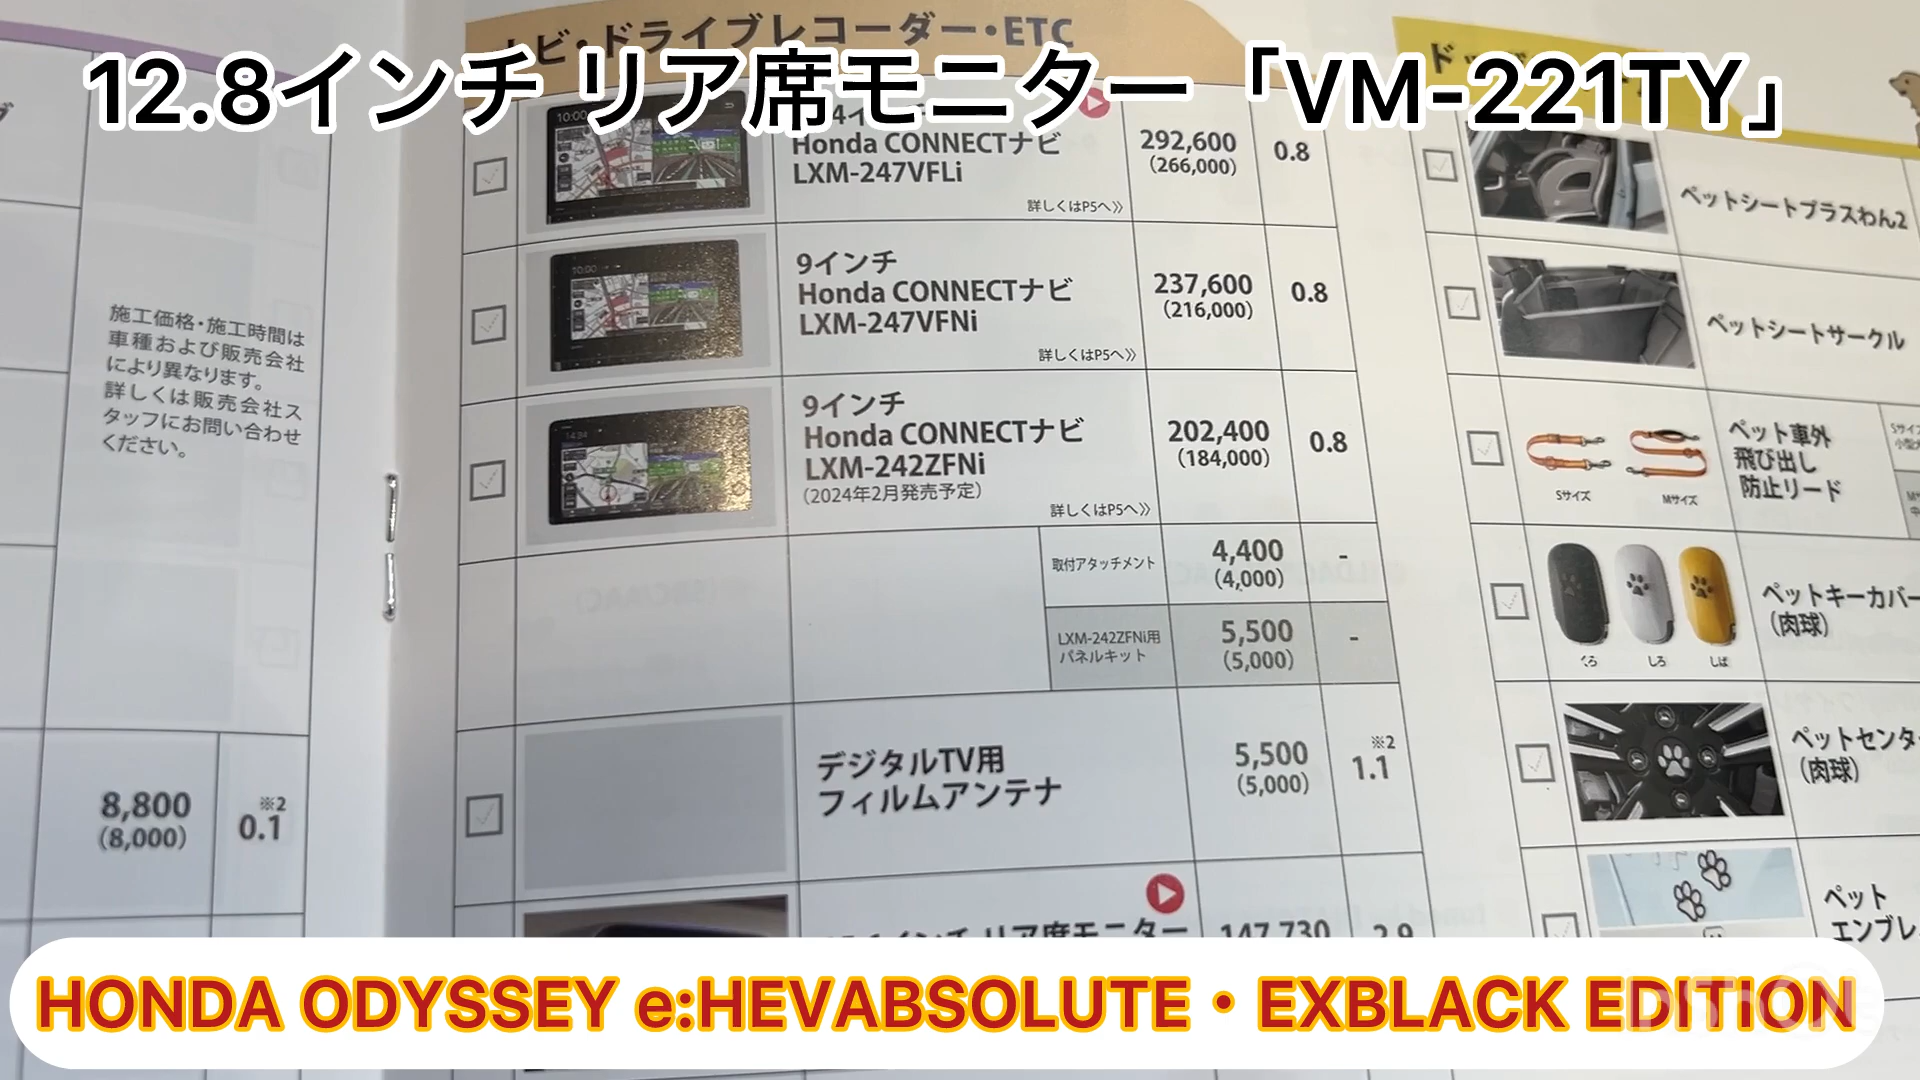 12.8インチ リア席モニター「VM-221TY」
ナビ・ドライブレコーダー・ETC
Honda CONNECTナビ
LXM-247VFLi
詳しくはP5へ》
292,600
(266,000)
0.8
9インチ
Honda CONNECTナビ
LXM-247VFNi
詳しくはP5へ》
237,600
(216,000)
0.8
9インチ
Honda CONNECTナビ
LXM-242ZFNi
(2024年2月発売予定)
詳しくはP5へ》
202,400
(184,000)
0.8
取付アタッチメント
4,400
(4,000)
-
LXM-242ZFNi用
パネルキット
5,500
(5,000)
-
デジタルTV用
フィルムアンテナ
5,500
(5,000)
※2
1.1
インチ リア席モニター
147,730
2.9
施工価格・施工時間は
車種および販売会社
により異なります。
詳しくは販売会社ス
タッフにお問い合わせ
ください。
8,800
(8,000)
※2
0.1
ペットシートプラスわん2
ペットシートサークル
ペット車外
飛び出し
防止リード
Sサイズ
Mサイズ
ペットキーカバー
(肉球)
くろ
しろ
しば
ペットセンター
(肉球)
ペット
エンブレ
HONDA ODYSSEY e:HEVABSOLUTE・EXBLACK EDITiON